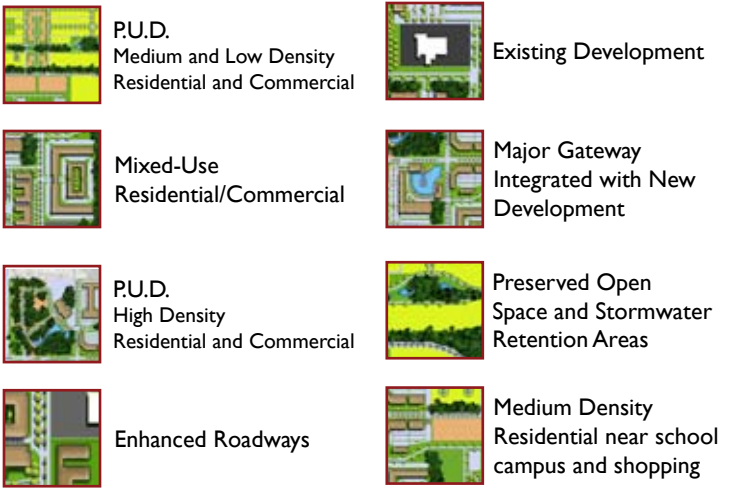 P.U.D.
Medium and Low Density
Residential and Commercial
Mixed-Use
Residential/Commercial
P.U.D.
High Density
Residential and Commercial
Enhanced Roadways
Existing Development
Major Gateway
Integrated with New
Development
Preserved Open
Space and Stormwater
Retention Areas
Medium Density
Residential near school
campus and shopping